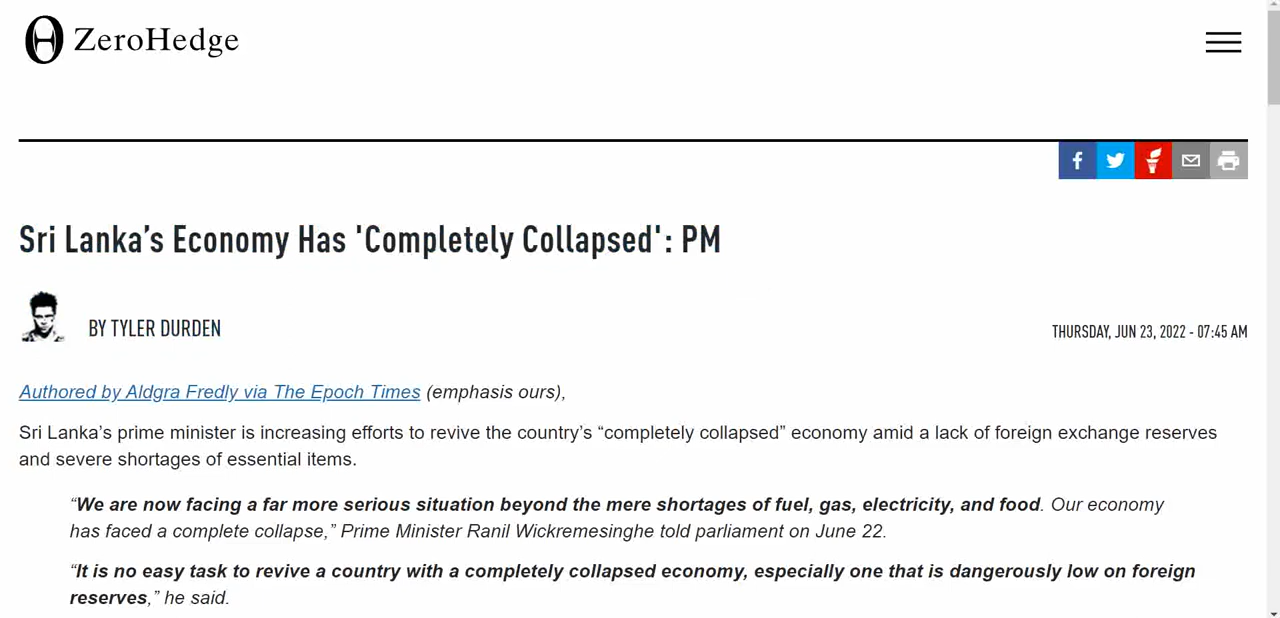 ZeroHedge
Sri Lanka’s Economy Has 'Completely Collapsed': PM
BY TYLER DURDEN
THURSDAY, JUN 23, 2022 - 07:45 AM
Authored by Aldgra Fredly via The Epoch Times (emphasis ours),
Sri Lanka’s prime minister is increasing efforts to revive the country’s “completely collapsed” economy amid a lack of foreign exchange reserves
and severe shortages of essential items.
“We are now facing a far more serious situation beyond the mere shortages of fuel, gas, electricity, and food. Our economy
has faced a complete collapse,” Prime Minister Ranil Wickremesinghe told parliament on June 22.
“It is no easy task to revive a country with a completely collapsed economy, especially one that is dangerously low on foreign
reserves,” he said.